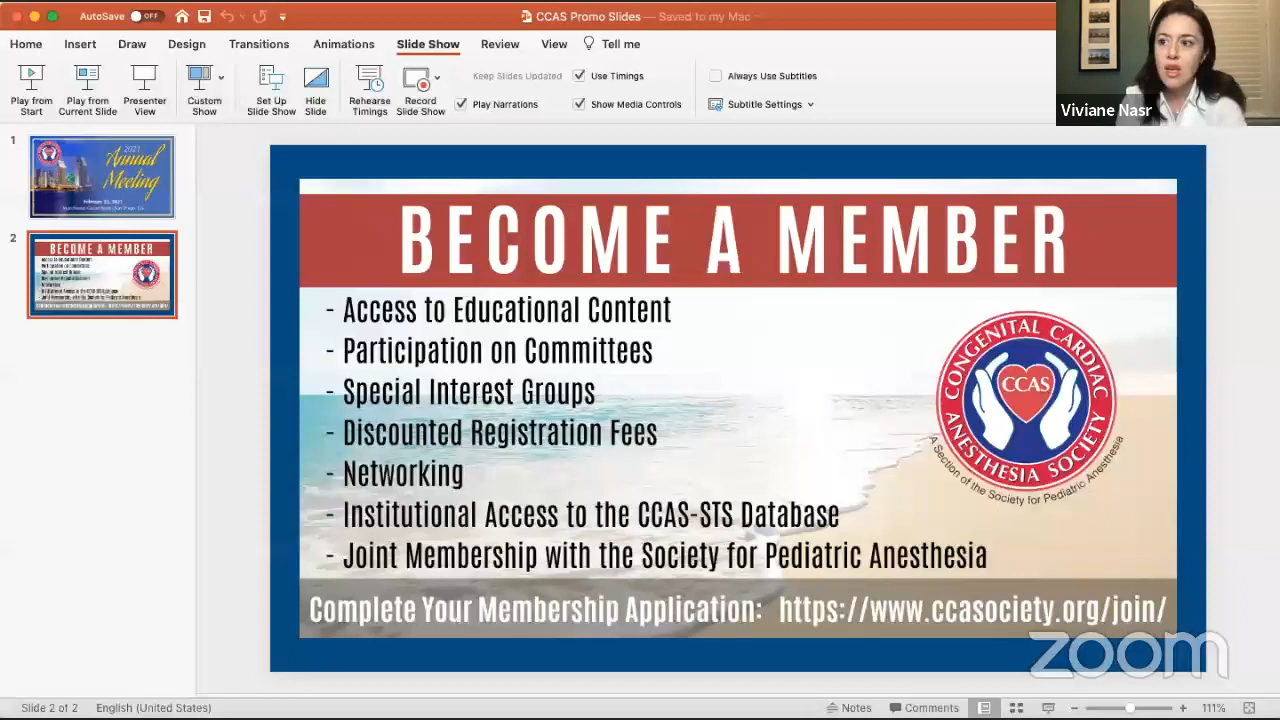 AutoSave OFF
CCAS Promo Slides — Saved to my Mac
Home Insert Draw Design Transitions Animations Slide Show Review View Tell me
Play from Start
Play from Current Slide
Presenter View
Custom Show
Set Up Slide Show
Hide Slide
Rehearse Timings
Record Slide Show
Keep Slides Updated
Use Timings
Play Narrations
Show Media Controls
Always Use Subtitles
Subtitle Settings
Viviane Nasr
1
2021
Annual
Meeting
2
BECOME A MEMBER
BECOME A MEMBER
- Access to Educational Content
- Participation on Committees
- Special Interest Groups
- Discounted Registration Fees
- Networking
- Institutional Access to the CCAS-STS Database
- Joint Membership with the Society for Pediatric Anesthesia
CONGENITAL CARDIAC
CCAS
ANESTHESIA SOCIETY
A Section of the Society for Pediatric Anesthesia
Complete Your Membership Application: https://www.ccasociety.org/join/
zoom
Slide 2 of 2 English (United States) Notes Comments 111%